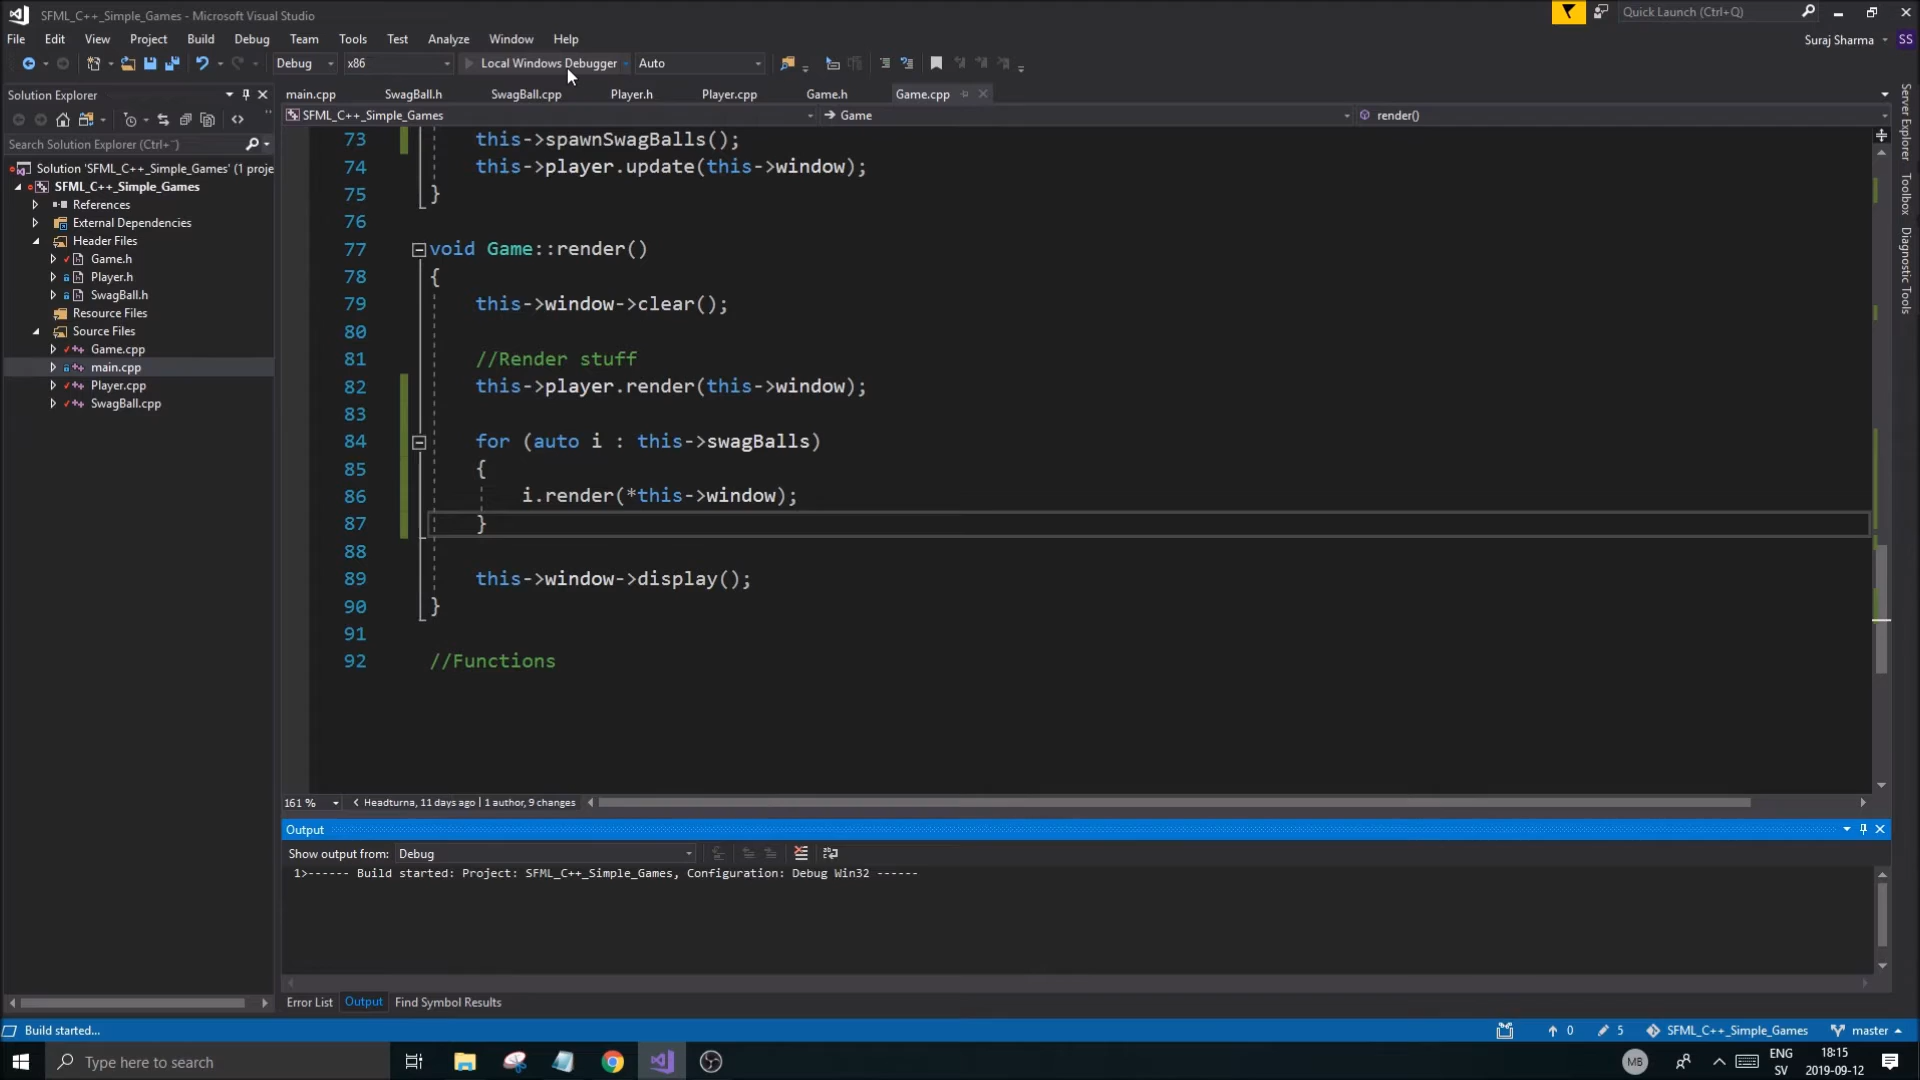 SFML_C++_Simple_Games - Microsoft Visual Studio
Quick Launch (Ctrl+Q)
File Edit View Project Build Debug Team Tools Test Analyze Window Help
Suraj Sharma SS
Debug x86 Local Windows Debugger Auto
Solution Explorer
main.cpp SwagBall.h SwagBall.cpp Player.h Player.cpp Game.h Game.cpp
SFML_C++_Simple_Games Game render()
Search Solution Explorer (Ctrl+¨)
Solution 'SFML_C++_Simple_Games' (1 proje
SFML_C++_Simple_Games
References
External Dependencies
Header Files
Game.h
Player.h
SwagBall.h
Resource Files
Source Files
Game.cpp
main.cpp
Player.cpp
SwagBall.cpp
73 this->spawnSwagBalls();
74 this->player.update(this->window);
75 }
76
77 void Game::render()
78 {
79 this->window->clear();
80
81 //Render stuff
82 this->player.render(this->window);
83
84 for (auto i : this->swagBalls)
85 {
86 i.render(*this->window);
87 }
88
89 this->window->display();
90 }
91
92 //Functions
Server Explorer
Toolbox
Diagnostic Tools
161 % Headturna, 11 days ago | 1 author, 9 changes
Output
Show output from: Debug
1>------ Build started: Project: SFML_C++_Simple_Games, Configuration: Debug Win32 ------
Error List Output Find Symbol Results
Build started... 0 5 SFML_C++_Simple_Games master
Type here to search
MB
ENG
SV
18:15
2019-09-12